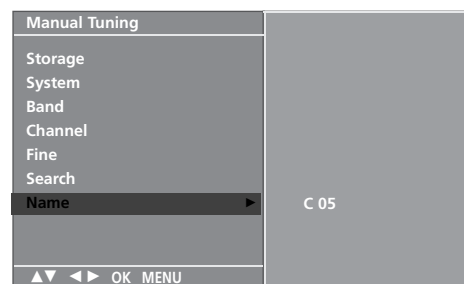 Manual Tuning
Storage
System
Band
Channel
Fine
Search
Name ► C 05
▲▼ ◄► OK MENU